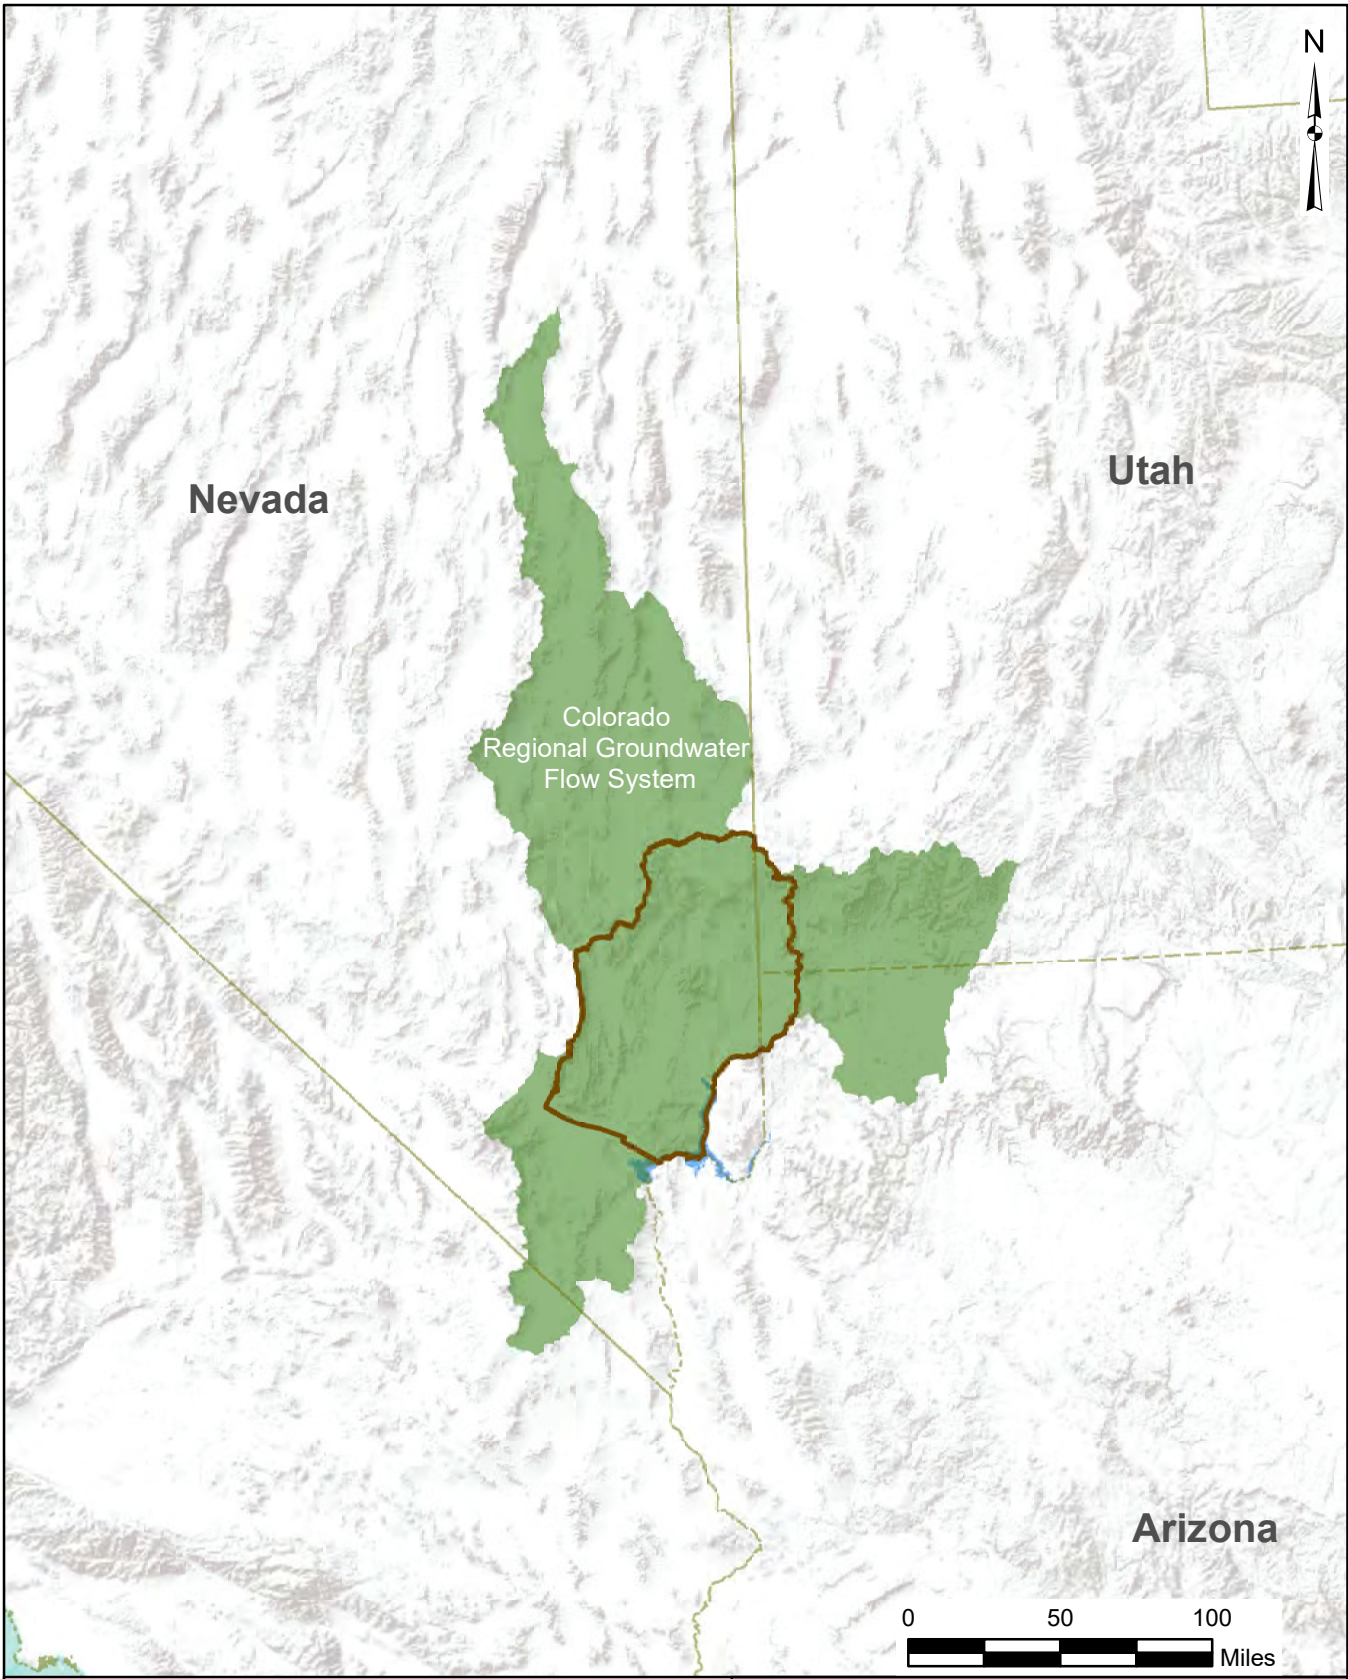 N
Utah
Nevada
Colorado
Regional Groundwater
Flow System
Arizona
0 50 100
Miles